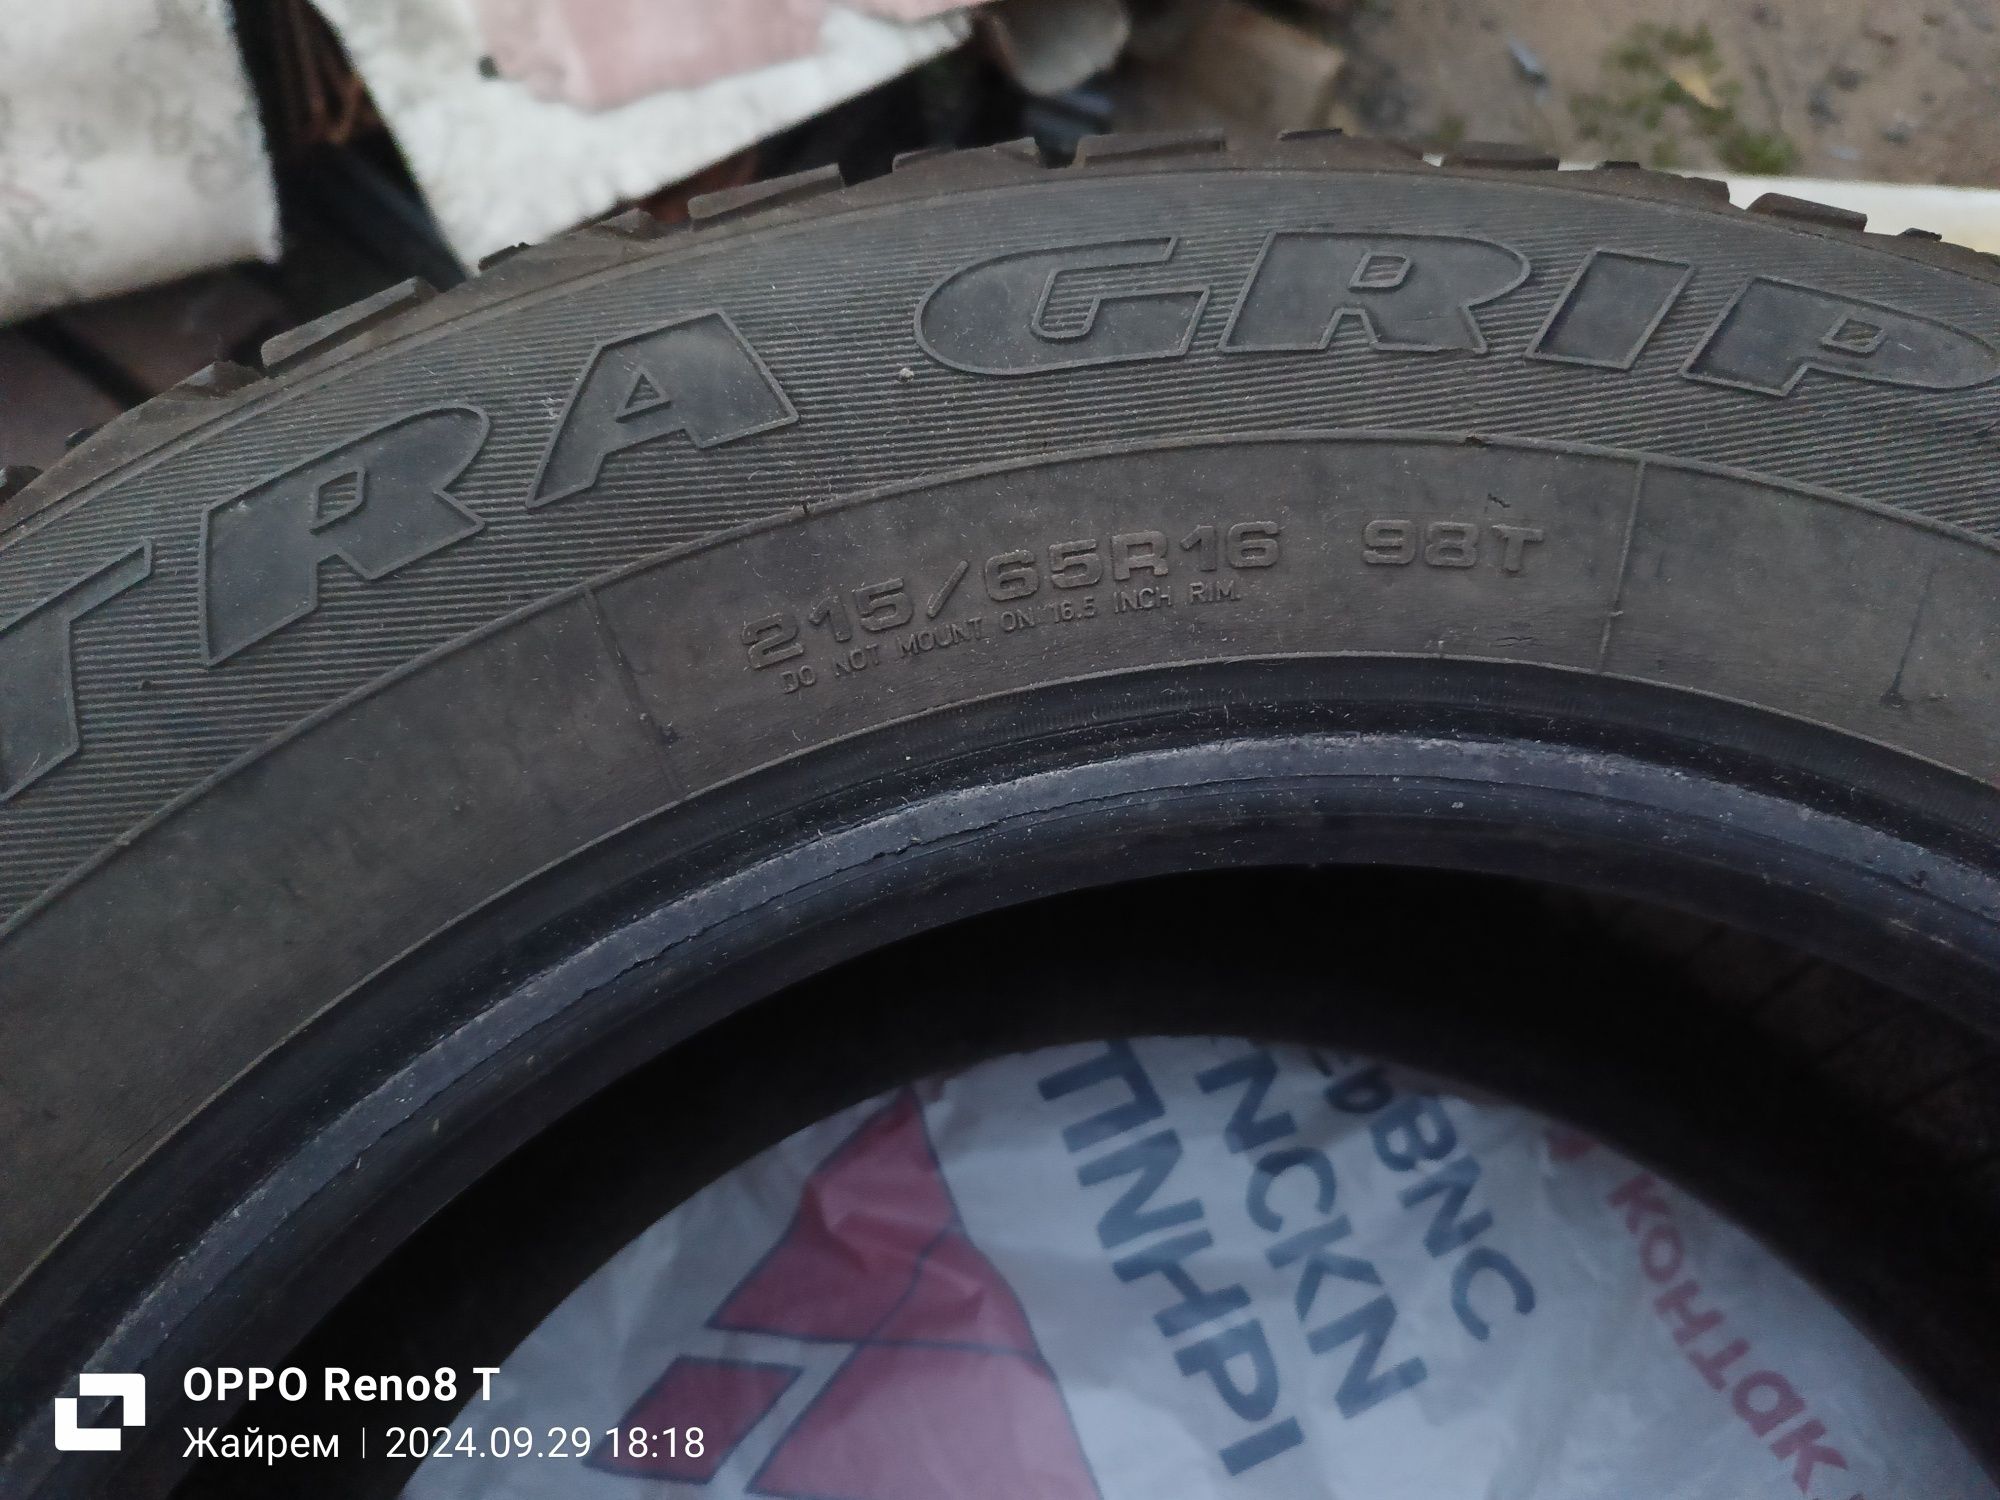 TRA GRIP
215/65R16 98T
DO NOT MOUNT ON 16.5 INCH RIM.
контак
OPPO Reno8 T
Жайрем | 2024.09.29 18:18